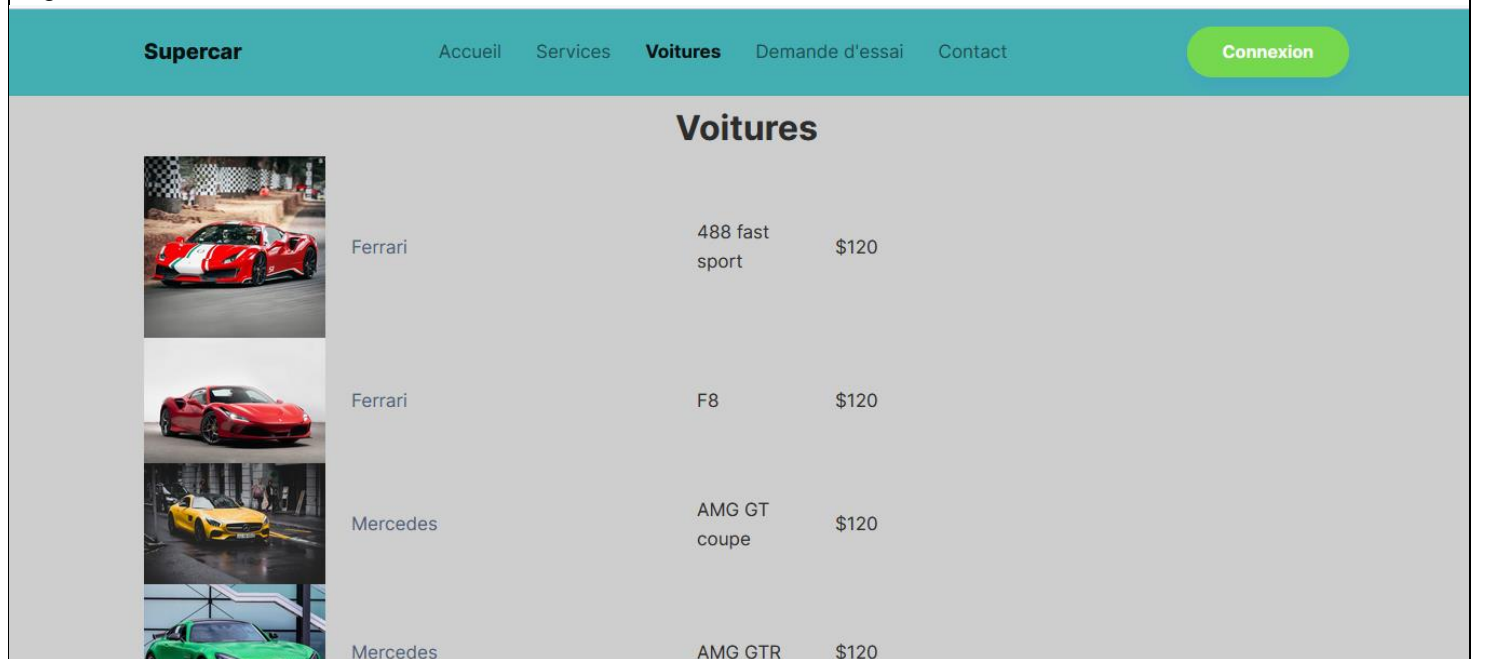 Supercar Accueil Services Voitures Demande d'essai Contact Connexion
Voitures
Ferrari 488 fast sport $120
Ferrari F8 $120
Mercedes AMG GT coupe $120
Mercedes AMG GTR $120